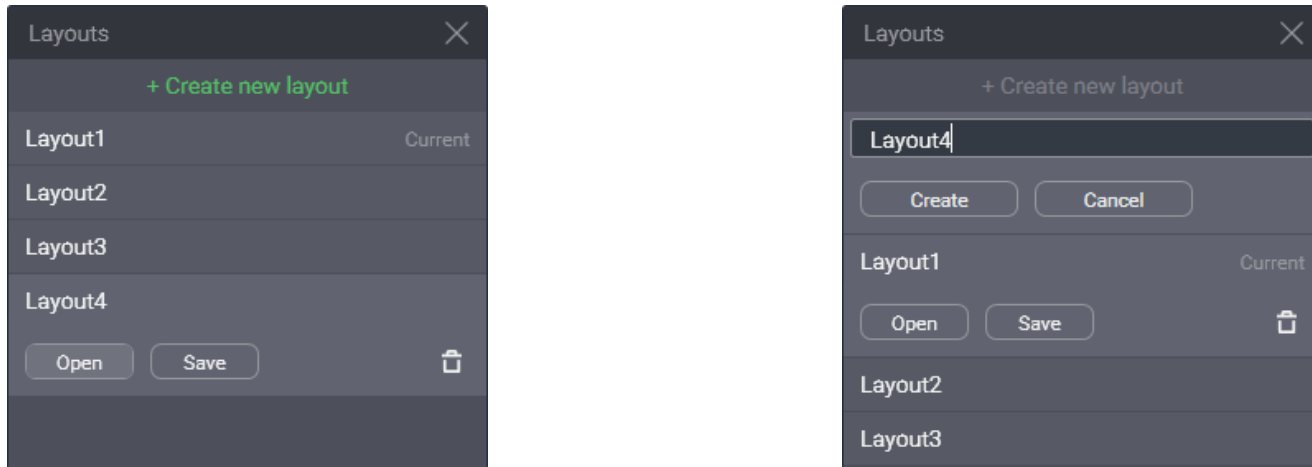 Layouts
+ Create new layout
Layout1 Current
Layout2
Layout3
Layout4
Open Save
Layouts
+ Create new layout
Layout4
Create Cancel
Layout1 Current
Open Save
Layout2
Layout3